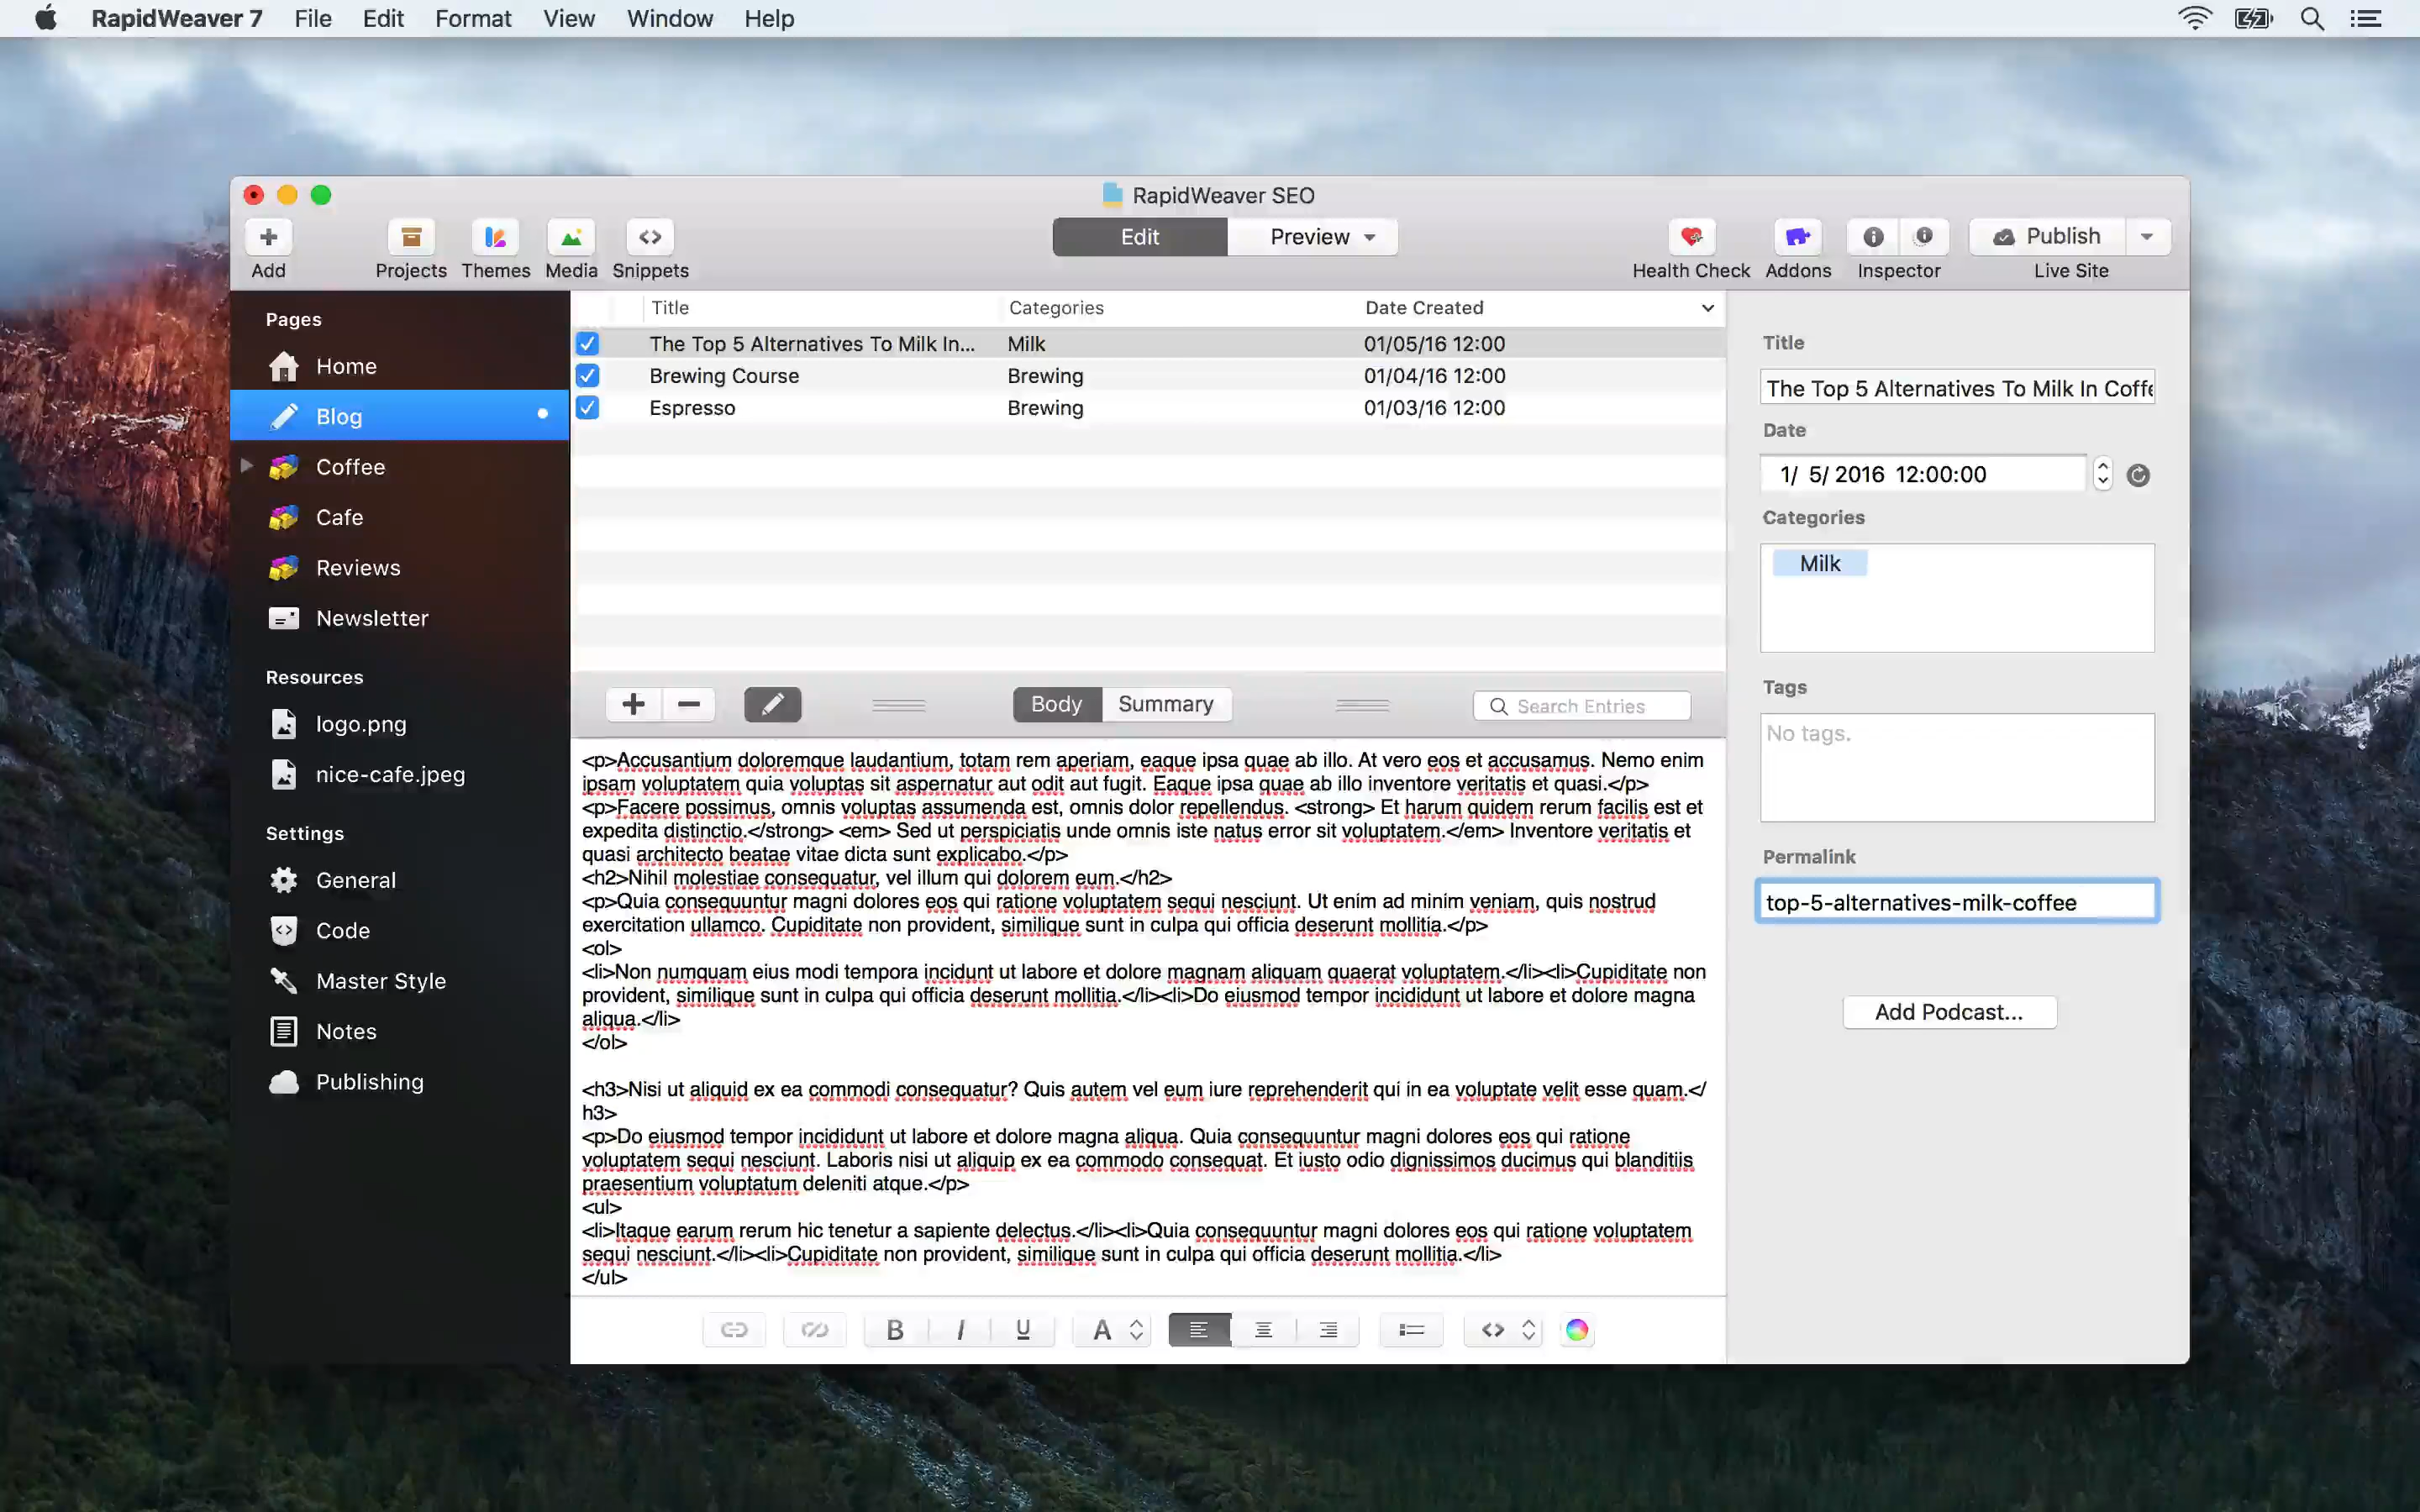 RapidWeaver 7 File Edit Format View Window Help
RapidWeaver SEO
Edit Preview Publish
Add Projects Themes Media Snippets Health Check Addons Inspector Live Site
Pages
Home
Blog
Coffee
Cafe
Reviews
Newsletter
Resources
logo.png
nice-cafe.jpeg
Settings
General
Code
Master Style
Notes
Publishing
Title Categories Date Created
The Top 5 Alternatives To Milk In... Milk 01/05/16 12:00
Brewing Course Brewing 01/04/16 12:00
Espresso Brewing 01/03/16 12:00
Body Summary Search Entries
<p>Accusantium doloremque laudantium, totam rem aperiam, eaque ipsa quae ab illo. At vero eos et accusamus. Nemo enim
ipsam voluptatem quia voluptas sit aspernatur aut odit aut fugit. Eaque ipsa quae ab illo inventore veritatis et quasi.</p>
<p>Facere possimus, omnis voluptas assumenda est, omnis dolor repellendus. <strong> Et harum quidem rerum facilis est et
expedita distinctio.</strong> <em> Sed ut perspiciatis unde omnis iste natus error sit voluptatem.</em> Inventore veritatis et
quasi architecto beatae vitae dicta sunt explicabo.</p>
<h2>Nihil molestiae consequatur, vel illum qui dolorem eum.</h2>
<p>Quia consequuntur magni dolores eos qui ratione voluptatem sequi nesciunt. Ut enim ad minim veniam, quis nostrud
exercitation ullamco. Cupiditate non provident, similique sunt in culpa qui officia deserunt mollitia.</p>
<ol>
<li>Non numquam eius modi tempora incidunt ut labore et dolore magnam aliquam quaerat voluptatem.</li><li>Cupiditate non
provident, similique sunt in culpa qui officia deserunt mollitia.</li><li>Do eiusmod tempor incididunt ut labore et dolore magna
aliqua.</li>
</ol>
<h3>Nisi ut aliquid ex ea commodi consequatur? Quis autem vel eum iure reprehenderit qui in ea voluptate velit esse quam.</
h3>
<p>Do eiusmod tempor incididunt ut labore et dolore magna aliqua. Quia consequuntur magni dolores eos qui ratione
voluptatem sequi nesciunt. Laboris nisi ut aliquip ex ea commodo consequat. Et iusto odio dignissimos ducimus qui blanditiis
praesentium voluptatum deleniti atque.</p>
<ul>
<li>Itaque earum rerum hic tenetur a sapiente delectus.</li><li>Quia consequuntur magni dolores eos qui ratione voluptatem
sequi nesciunt.</li><li>Cupiditate non provident, similique sunt in culpa qui officia deserunt mollitia.</li>
</ul>
B I U A
Title
The Top 5 Alternatives To Milk In Coffe
Date
1/ 5/ 2016 12:00:00
Categories
Milk
Tags
No tags.
Permalink
top-5-alternatives-milk-coffee
Add Podcast...